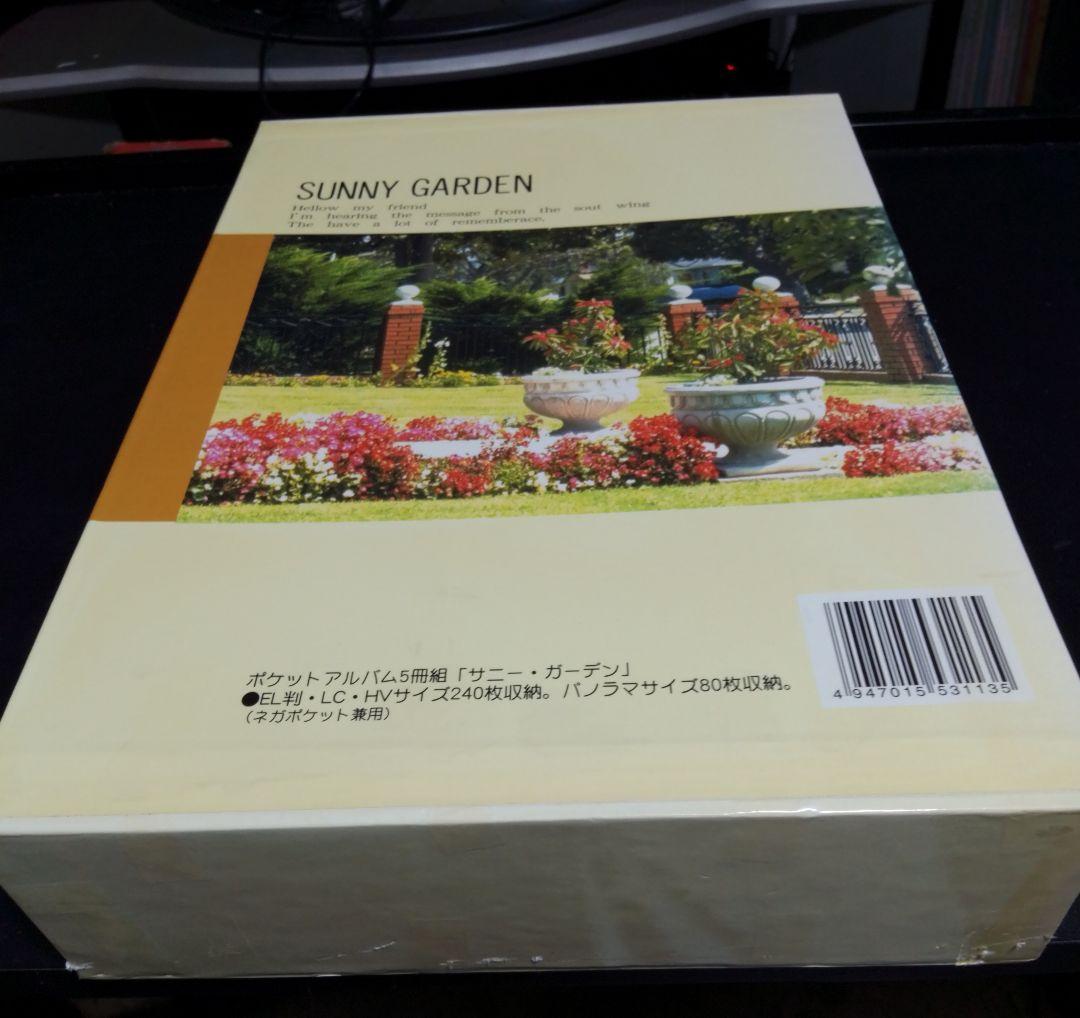 SUNNY GARDEN
Hellow my friend
I'm hearing the message from the sout wing
The have a lot of rememberace.
ポケットアルバム5冊組「サニー・ガーデン」
●EL判・LC・HVサイズ240枚収納。パノラマサイズ80枚収納。
(ネガポケット兼用)
4 947015 531135